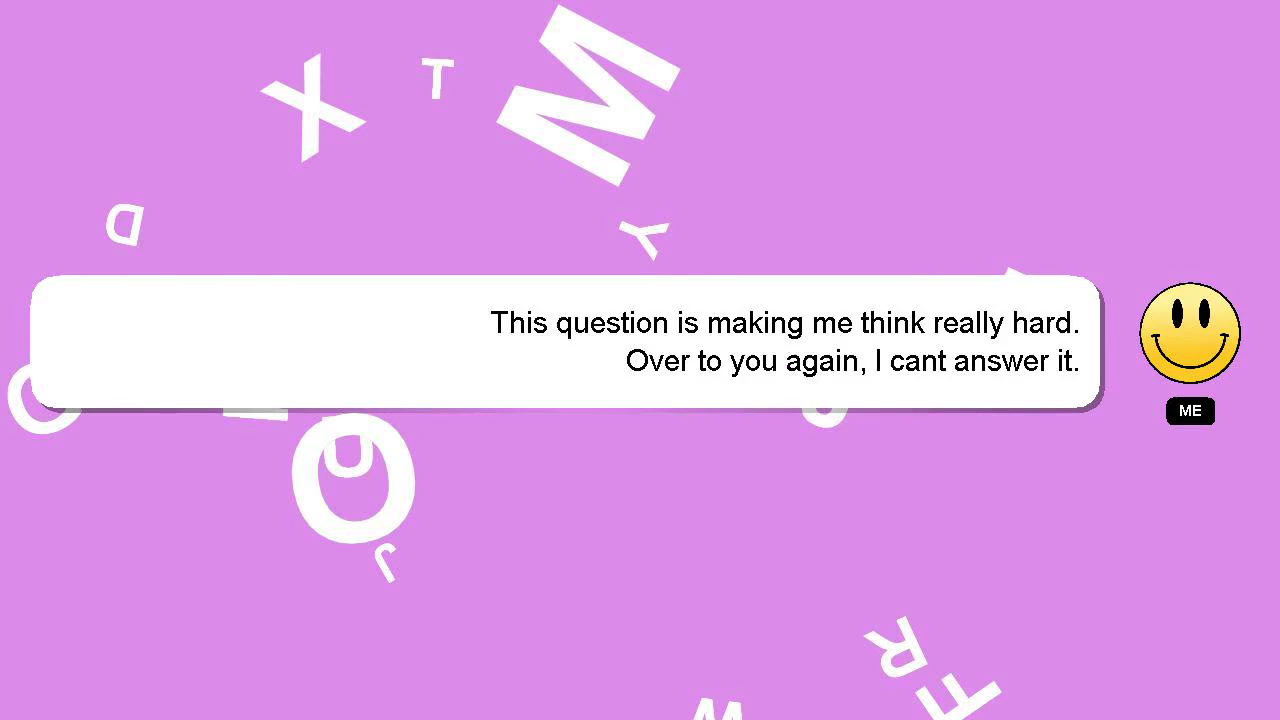 X
T
M
D
Y
This question is making me think really hard.
Over to you again, I cant answer it.
ME
O
J
R
F
W